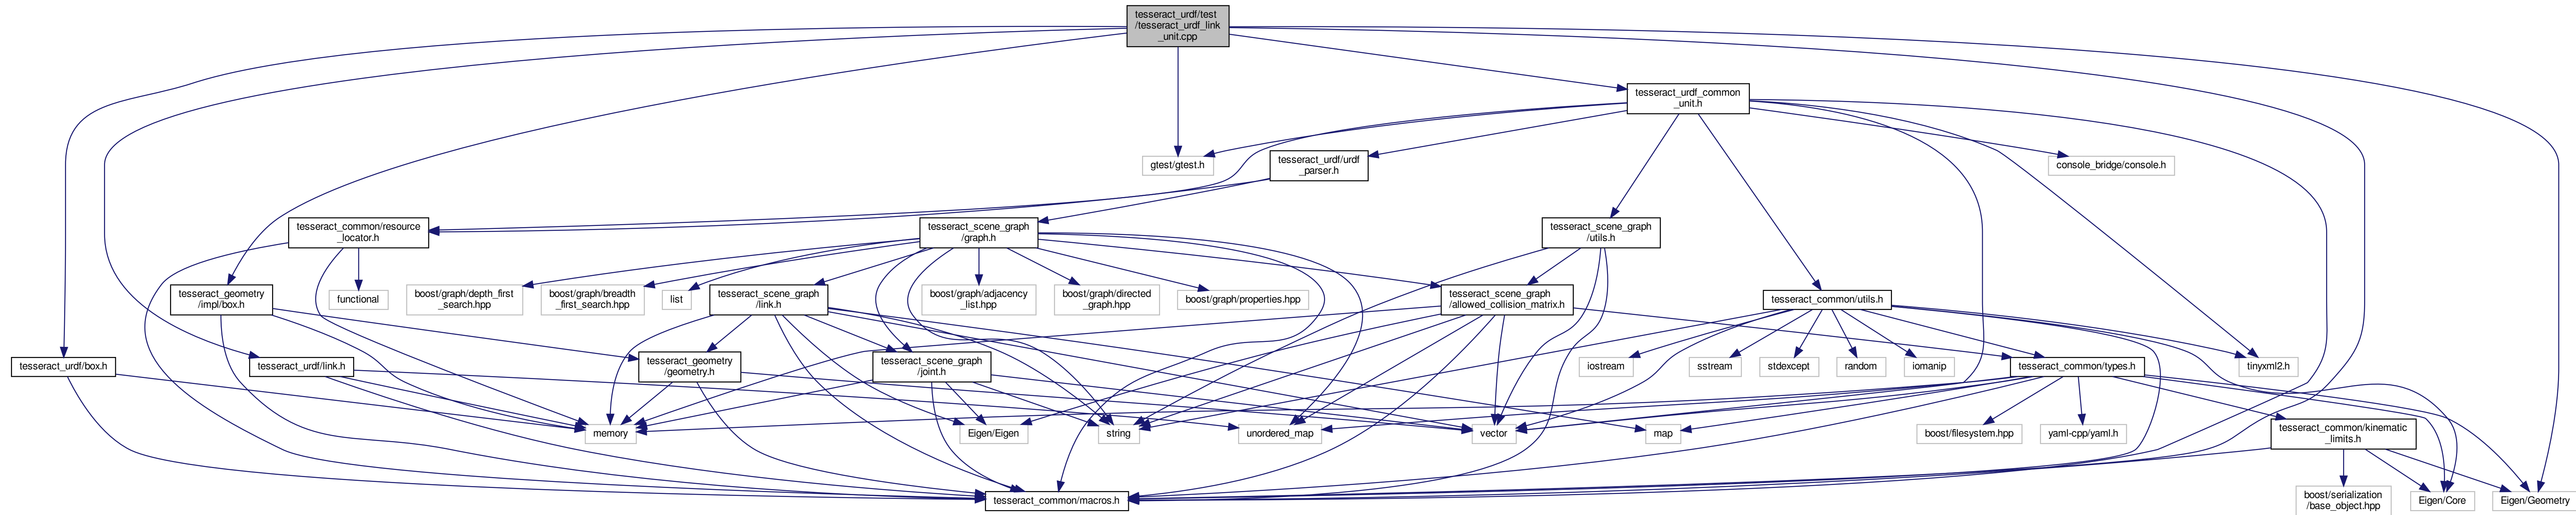 tesseract_urdf/test
/tesseract_urdf_link
_unit.cpp
tesseract_urdf_common
_unit.h
gtest/gtest.h
tesseract_urdf/urdf
_parser.h
console_bridge/console.h
tesseract_common/resource
_locator.h
tesseract_scene_graph
/graph.h
tesseract_scene_graph
/utils.h
tesseract_geometry
/impl/box.h
functional
boost/graph/depth_first
_search.hpp
boost/graph/breadth
_first_search.hpp
list
tesseract_scene_graph
/link.h
boost/graph/adjacency
_list.hpp
boost/graph/directed
_graph.hpp
boost/graph/properties.hpp
tesseract_scene_graph
/allowed_collision_matrix.h
tesseract_common/utils.h
tesseract_urdf/box.h
tesseract_urdf/link.h
tesseract_geometry
/geometry.h
tesseract_scene_graph
/joint.h
iostream
sstream
stdexcept
random
iomanip
tesseract_common/types.h
tinyxml2.h
memory
Eigen/Eigen
string
unordered_map
vector
map
boost/filesystem.hpp
yaml-cpp/yaml.h
tesseract_common/kinematic
_limits.h
tesseract_common/macros.h
boost/serialization
/base_object.hpp
Eigen/Core
Eigen/Geometry